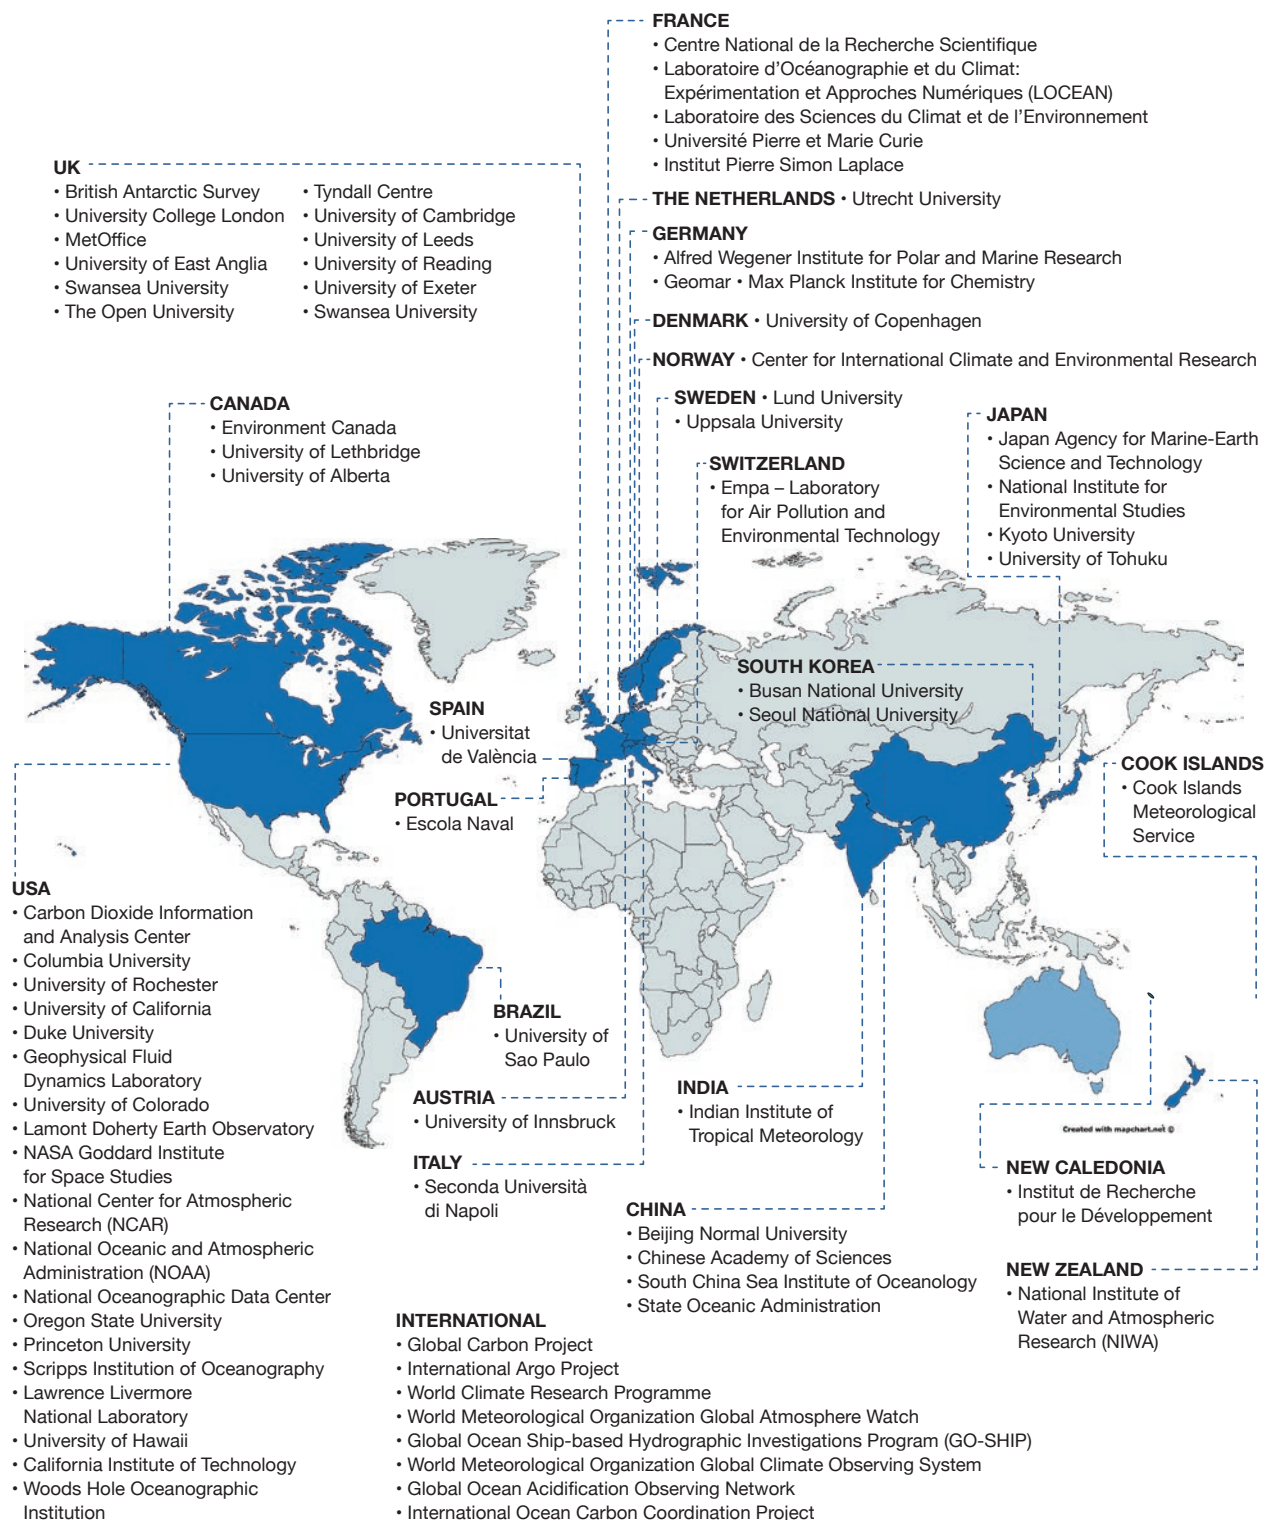 FRANCE
• Centre National de la Recherche Scientifique
• Laboratoire d’Océanographie et du Climat:
Expérimentation et Approches Numériques (LOCEAN)
• Laboratoire des Sciences du Climat et de l’Environnement
• Université Pierre et Marie Curie
• Institut Pierre Simon Laplace
UK
• British Antarctic Survey
• University College London
• MetOffice
• University of East Anglia
• Swansea University
• The Open University
• Tyndall Centre
• University of Cambridge
• University of Leeds
• University of Reading
• University of Exeter
• Swansea University
THE NETHERLANDS • Utrecht University
GERMANY
• Alfred Wegener Institute for Polar and Marine Research
• Geomar • Max Planck Institute for Chemistry
DENMARK • University of Copenhagen
NORWAY • Center for International Climate and Environmental Research
SWEDEN • Lund University
• Uppsala University
CANADA
• Environment Canada
• University of Lethbridge
• University of Alberta
SWITZERLAND
• Empa – Laboratory
for Air Pollution and
Environmental Technology
JAPAN
• Japan Agency for Marine-Earth
Science and Technology
• National Institute for
Environmental Studies
• Kyoto University
• University of Tohuku
SOUTH KOREA
• Busan National University
• Seoul National University
SPAIN
• Universitat
de València
PORTUGAL
• Escola Naval
COOK ISLANDS
• Cook Islands
Meteorological
Service
USA
• Carbon Dioxide Information
and Analysis Center
• Columbia University
• University of Rochester
• University of California
• Duke University
• Geophysical Fluid
Dynamics Laboratory
• University of Colorado
• Lamont Doherty Earth Observatory
• NASA Goddard Institute
for Space Studies
• National Center for Atmospheric
Research (NCAR)
• National Oceanic and Atmospheric
Administration (NOAA)
• National Oceanographic Data Center
• Oregon State University
• Princeton University
• Scripps Institution of Oceanography
• Lawrence Livermore
National Laboratory
• University of Hawaii
• California Institute of Technology
• Woods Hole Oceanographic
Institution
BRAZIL
• University of
Sao Paulo
AUSTRIA
• University of Innsbruck
ITALY
• Seconda Università
di Napoli
INDIA
• Indian Institute of
Tropical Meteorology
CHINA
• Beijing Normal University
• Chinese Academy of Sciences
• South China Sea Institute of Oceanology
• State Oceanic Administration
Created with mapchart.net ©
NEW CALEDONIA
• Institut de Recherche
pour le Développement
NEW ZEALAND
• National Institute of
Water and Atmospheric
Research (NIWA)
INTERNATIONAL
• Global Carbon Project
• International Argo Project
• World Climate Research Programme
• World Meteorological Organization Global Atmosphere Watch
• Global Ocean Ship-based Hydrographic Investigations Program (GO-SHIP)
• World Meteorological Organization Global Climate Observing System
• Global Ocean Acidification Observing Network
• International Ocean Carbon Coordination Project